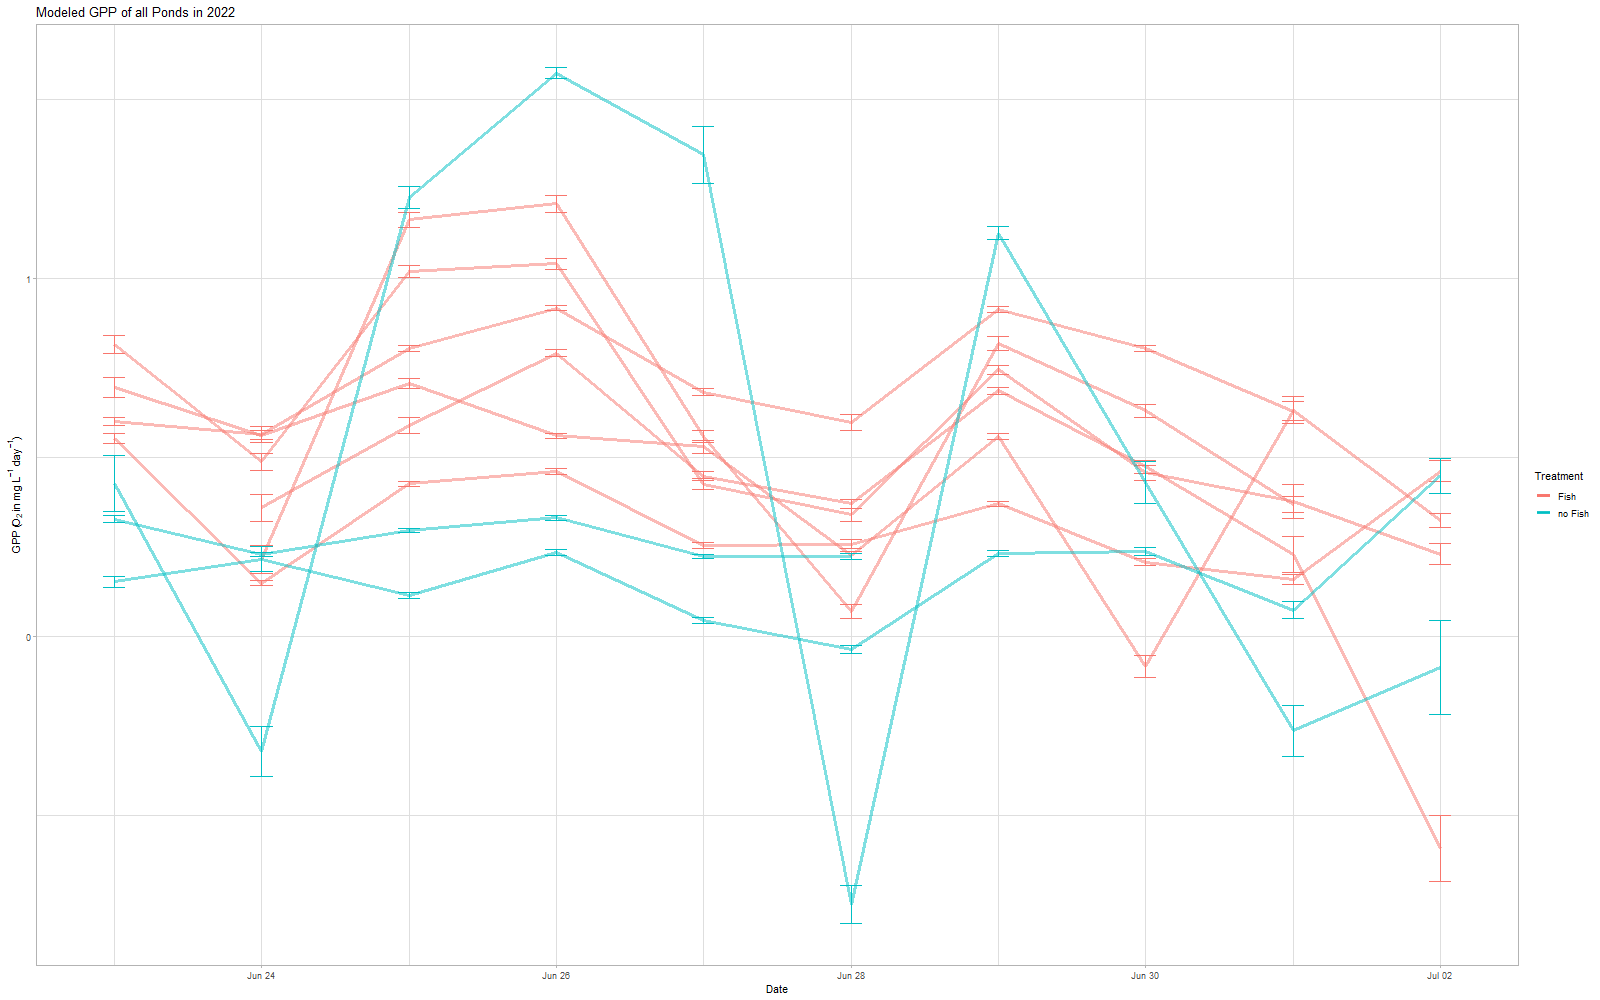 Modeled GPP of all Ponds in 2022
GPP (O₂ in mg L⁻¹ day⁻¹)
1
0
Jun 24
Jun 26
Jun 28
Jun 30
Jul 02
Date
Treatment
Fish
no Fish